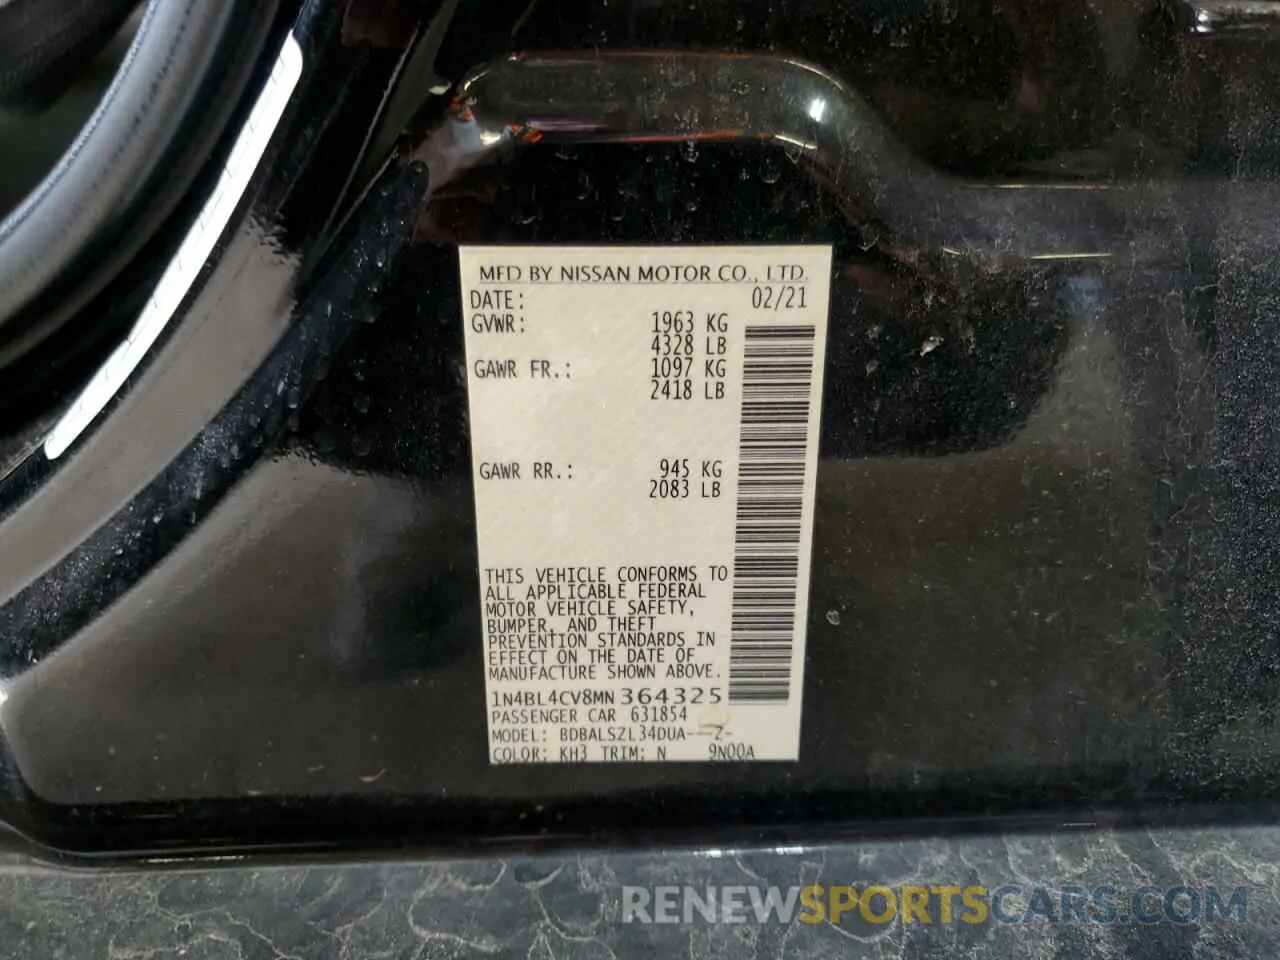 MFD BY NISSAN MOTOR CO., LTD.
DATE: 02/21
GVWR: 1963 KG
4328 LB
GAWR FR.: 1097 KG
2418 LB
GAWR RR.: 945 KG
2083 LB
THIS VEHICLE CONFORMS TO
ALL APPLICABLE FEDERAL
MOTOR VEHICLE SAFETY,
BUMPER, AND THEFT
PREVENTION STANDARDS IN
EFFECT ON THE DATE OF
MANUFACTURE SHOWN ABOVE.
1N4BL4CV8MN364325
PASSENGER CAR 631854
MODEL: BDBALSZL34DUA---Z-
COLOR: KH3 TRIM: N 9N00A
RENEWSPORTSCARS.COM